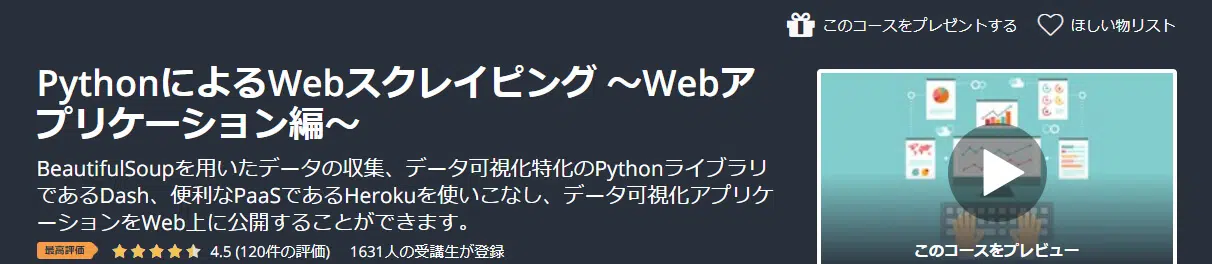 このコースをプレゼントする ほしい物リスト
PythonによるWebスクレイピング 〜Webア
プリケーション編〜
BeautifulSoupを用いたデータの収集、データ可視化特化のPythonライブラリ
であるDash、便利なPaaSであるHerokuを使いこなし、データ可視化アプリケ
ーションをWeb上に公開することができます。
最高評価 4.5 (120件の評価) 1631人の受講生が登録
このコースをプレビュー